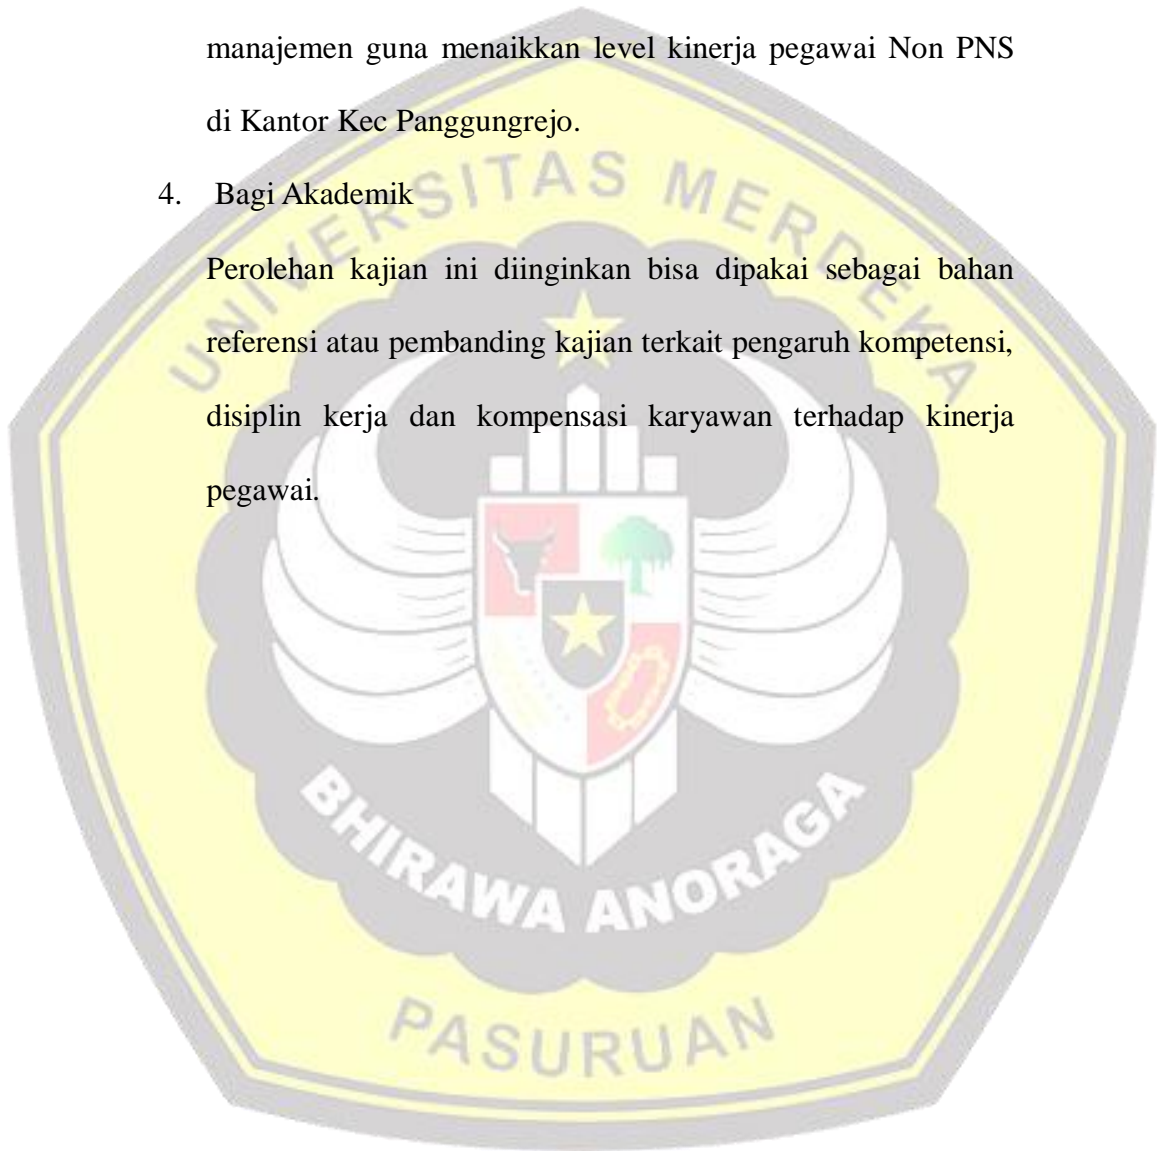 manajemen guna menaikkan level kinerja pegawai Non PNS
di Kantor Kec Panggungrejo.
4. Bagi Akademik
Perolehan kajian ini diinginkan bisa dipakai sebagai bahan
referensi atau pembanding kajian terkait pengaruh kompetensi,
disiplin kerja dan kompensasi karyawan terhadap kinerja
pegawai.
UNIVERSITAS MERDEKA
BHIRAWA ANORAGA
PASURUAN